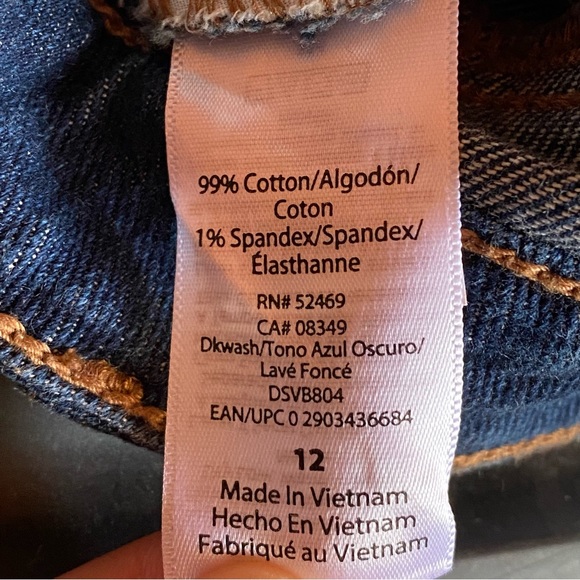 99% Cotton/Algodón/
Coton
1% Spandex/Spandex/
Élasthanne
RN# 52469
CA# 08349
Dkwash/Tono Azul Oscuro/
Lavé Foncé
DSVB804
EAN/UPC 0 2903436684
12
Made In Vietnam
Hecho En Vietnam
Fabriqué au Vietnam